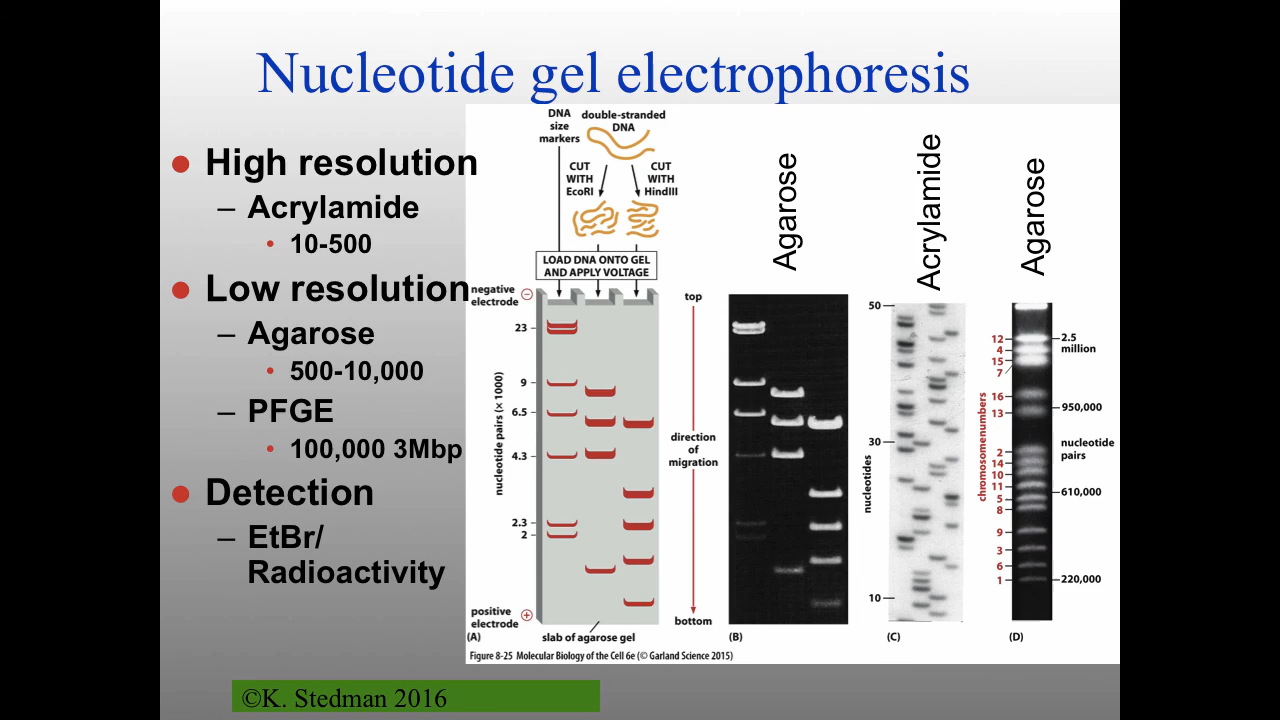 Nucleotide gel electrophoresis
• High resolution
– Acrylamide
• 10-500
• Low resolution
– Agarose
• 500-10,000
– PFGE
• 100,000 3Mbp
• Detection
– EtBr/
Radioactivity
DNA
size
markers
double-stranded
DNA
CUT
WITH
EcoRI
CUT
WITH
HindIII
LOAD DNA ONTO GEL
AND APPLY VOLTAGE
negative
electrode
−
23
9
6.5
4.3
2.3
2
nucleotide pairs (× 1000)
positive
electrode
+
slab of agarose gel
(A)
top
direction
of
migration
bottom
Agarose
(B)
Acrylamide
50
30
10
nucleotides
(C)
Agarose
12
4
15
7
16
13
2
14
10
11
5
8
9
3
6
1
chromosome numbers
2.5
million
950,000
nucleotide
pairs
610,000
220,000
(D)
Figure 8-25 Molecular Biology of the Cell 6e (© Garland Science 2015)
©K. Stedman 2016